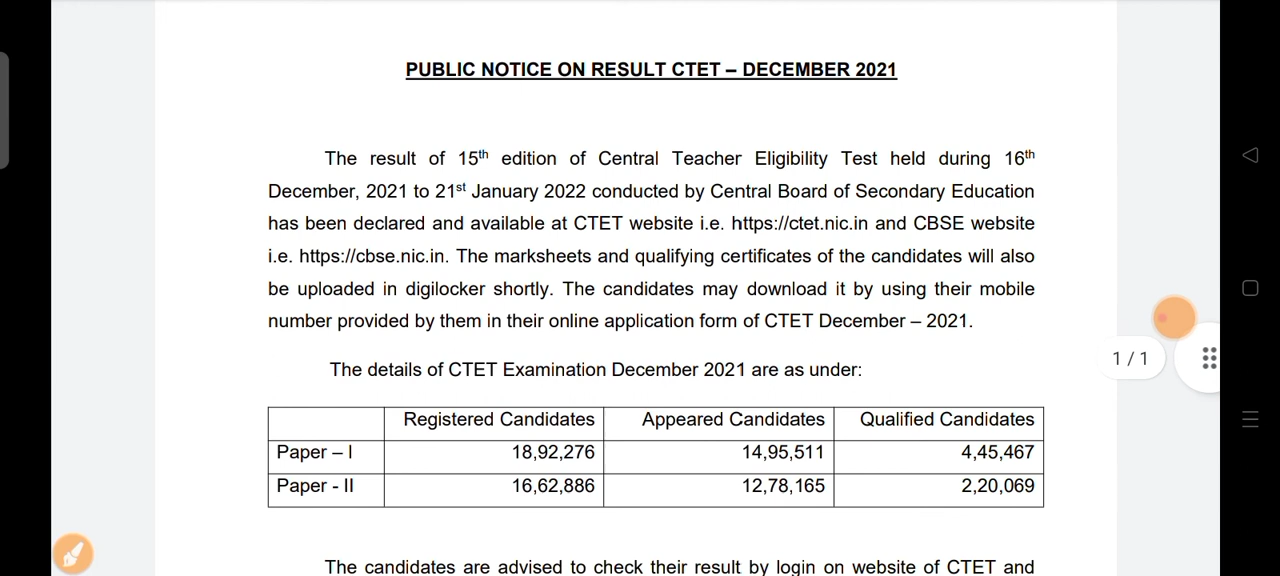 PUBLIC NOTICE ON RESULT CTET – DECEMBER 2021
The result of 15th edition of Central Teacher Eligibility Test held during 16th
December, 2021 to 21st January 2022 conducted by Central Board of Secondary Education
has been declared and available at CTET website i.e. https://ctet.nic.in and CBSE website
i.e. https://cbse.nic.in. The marksheets and qualifying certificates of the candidates will also
be uploaded in digilocker shortly. The candidates may download it by using their mobile
number provided by them in their online application form of CTET December – 2021.
1 / 1
The details of CTET Examination December 2021 are as under:
Registered Candidates Appeared Candidates Qualified Candidates
Paper – I 18,92,276 14,95,511 4,45,467
Paper - II 16,62,886 12,78,165 2,20,069
The candidates are advised to check their result by login on website of CTET and